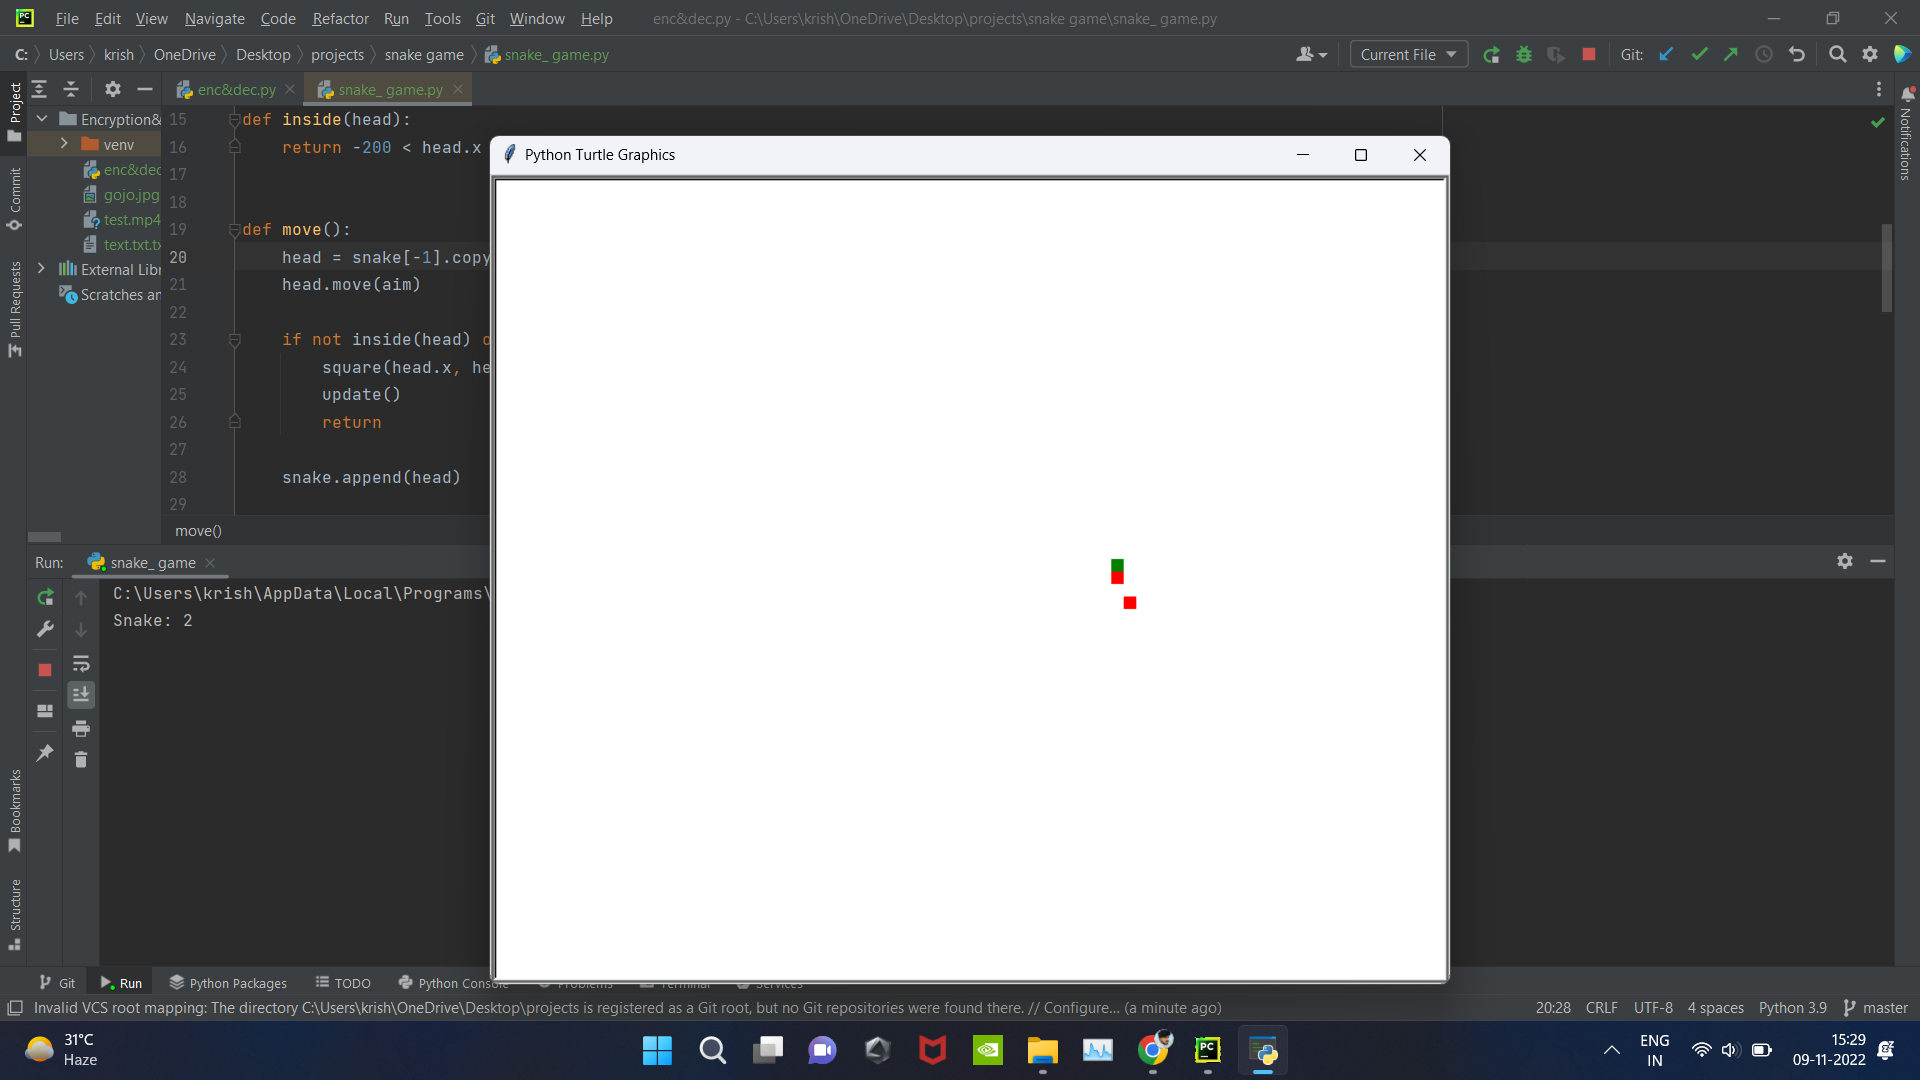 PC File Edit View Navigate Code Refactor Run Tools Git Window Help enc&dec.py - C:\Users\krish\OneDrive\Desktop\projects\snake game\snake_ game.py
C: Users krish OneDrive Desktop projects snake game snake_ game.py Current File Git:
Project
Commit
Pull Requests
Bookmarks
Structure
Notifications
enc&dec.py snake_ game.py
Encryption&
venv
enc&dec
gojo.jpg
test.mp4
text.txt.tx
External Libr
Scratches an
15 def inside(head):
16 return -200 < head.x
17
18
19 def move():
20 head = snake[-1].copy
21 head.move(aim)
22
23 if not inside(head) o
24 square(head.x, he
25 update()
26 return
27
28 snake.append(head)
29
move()
Python Turtle Graphics
Run: snake_ game
C:\Users\krish\AppData\Local\Programs\
Snake: 2
Git Run Python Packages TODO Python Console Problems Terminal Services
Invalid VCS root mapping: The directory C:\Users\krish\OneDrive\Desktop\projects is registered as a Git root, but no Git repositories were found there. // Configure... (a minute ago) 20:28 CRLF UTF-8 4 spaces Python 3.9 master
31°C
Haze
PC
ENG
IN
15:29
09-11-2022